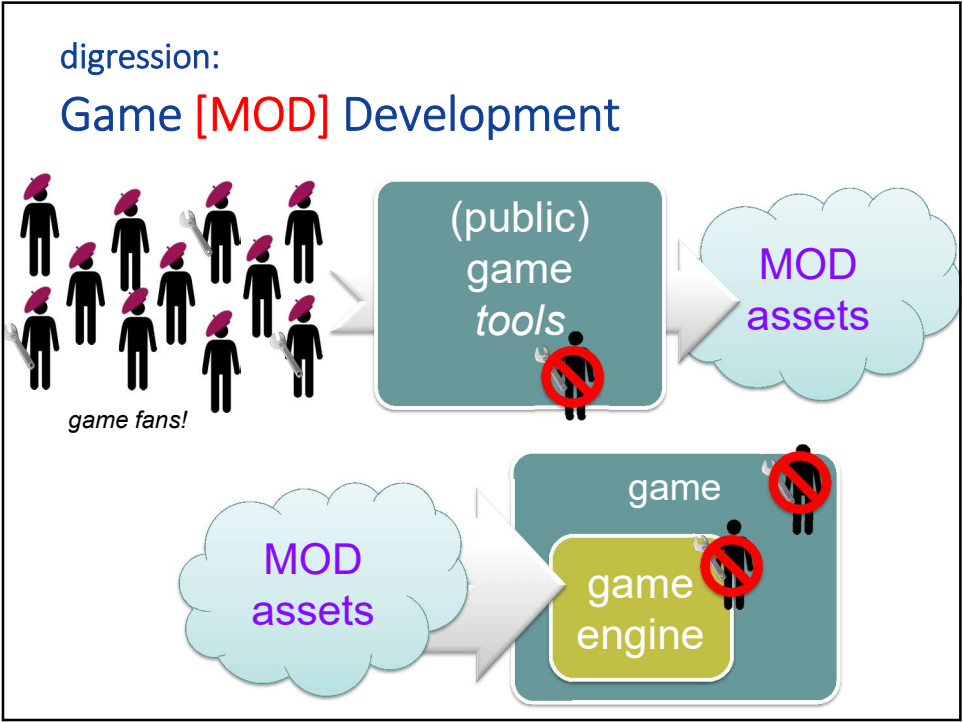 digression:
Game [MOD] Development
(public)
game
tools
MOD
assets
game fans!
game
MOD
assets
game
engine